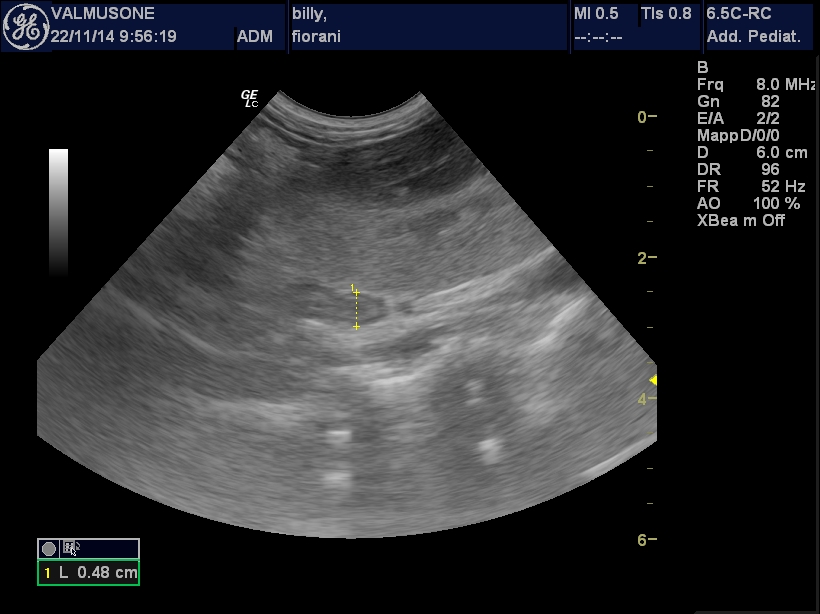 GE
VALMUSONE
22/11/14 9:56:19 ADM
billy,
fiorani
MI 0.5 TIs 0.8
--:--:--
6.5C-RC
Add. Pediat.
GE
LC
B
Frq 8.0 MHz
Gn 82
E/A 2/2
MappD/0/0
D 6.0 cm
DR 96
FR 52 Hz
AO 100 %
XBea m Off
0
2
4
6
1
1 L 0.48 cm